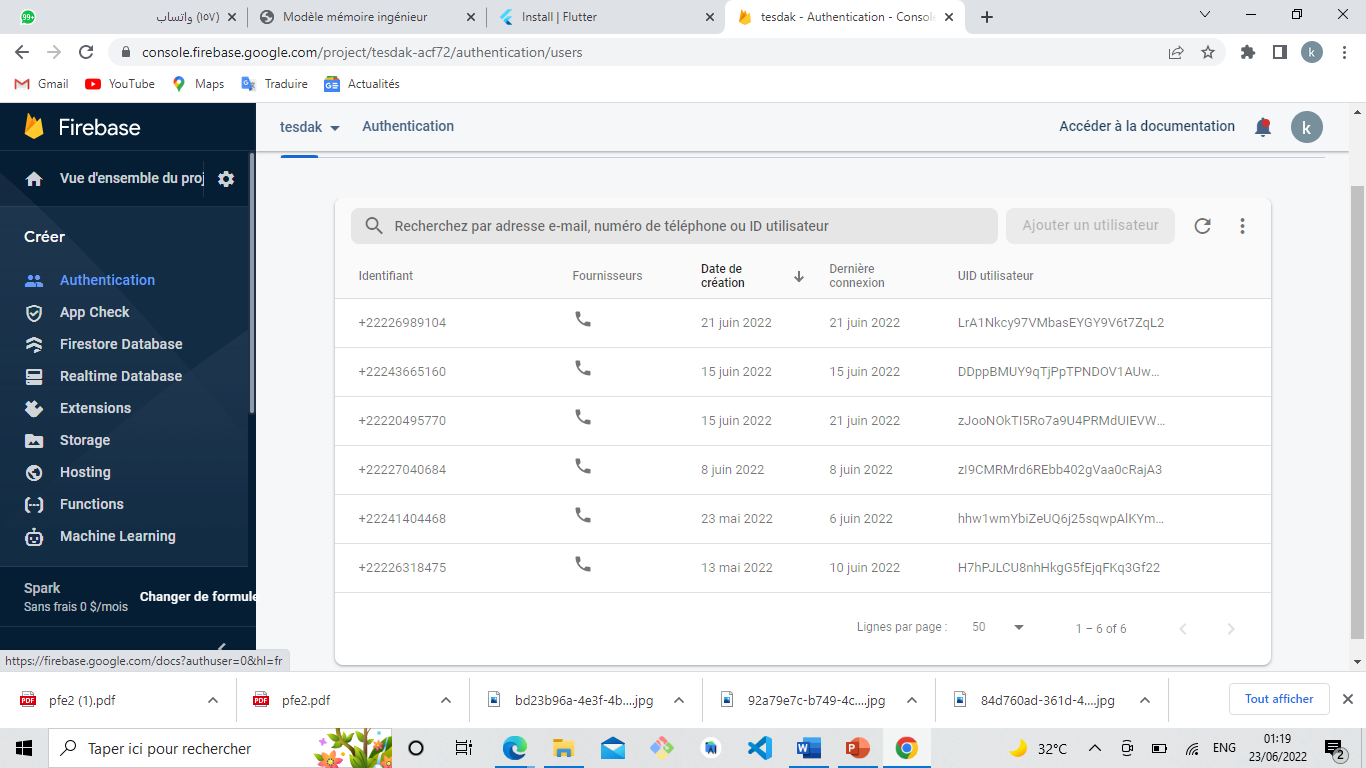 واتساب (١٥٧)
Modèle mémoire ingénieur
Install | Flutter
tesdak - Authentication - Console
console.firebase.google.com/project/tesdak-acf72/authentication/users
k
Gmail
YouTube
Maps
Traduire
Actualités
Firebase
tesdak
Authentication
Accéder à la documentation
k
Vue d'ensemble du proj
Créer
Authentication
App Check
Firestore Database
Realtime Database
Extensions
Storage
Hosting
Functions
Machine Learning
Spark
Sans frais 0 $/mois
Changer de formule
Recherchez par adresse e-mail, numéro de téléphone ou ID utilisateur
Ajouter un utilisateur
Identifiant Fournisseurs Date de création Dernière connexion UID utilisateur
+22226989104 21 juin 2022 21 juin 2022 LrA1Nkcy97VMbasEYGY9V6t7ZqL2
+22243665160 15 juin 2022 15 juin 2022 DDppBMUY9qTjPpTPNDOV1AUw...
+22220495770 15 juin 2022 21 juin 2022 zJooNOkTI5Ro7a9U4PRMdUIEVW...
+22227040684 8 juin 2022 8 juin 2022 zI9CMRMrd6REbb402gVaa0cRajA3
+22241404468 23 mai 2022 6 juin 2022 hhw1wmYbiZeUQ6j25sqwpAlKYm...
+22226318475 13 mai 2022 10 juin 2022 H7hPJLCU8nhHkgG5fEjqFKq3Gf22
Lignes par page : 50 1 – 6 of 6
https://firebase.google.com/docs?authuser=0&hl=fr
pfe2 (1).pdf
pfe2.pdf
bd23b96a-4e3f-4b....jpg
92a79e7c-b749-4c....jpg
84d760ad-361d-4....jpg
Tout afficher
Taper ici pour rechercher
32°C
ENG
01:19
23/06/2022
2